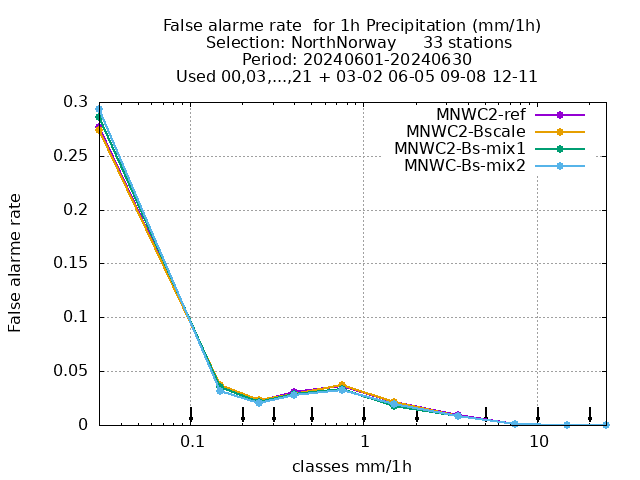 False alarme rate  for 1h Precipitation (mm/1h)
Selection: NorthNorway     33 stations
Period: 20240601-20240630
Used 00,03,...,21 + 03-02 06-05 09-08 12-11
MNWC2-ref
MNWC2-Bscale
MNWC2-Bs-mix1
MNWC-Bs-mix2
False alarme rate
0.3
0.25
0.2
0.15
0.1
0.05
0
0.1 1 10
classes mm/1h